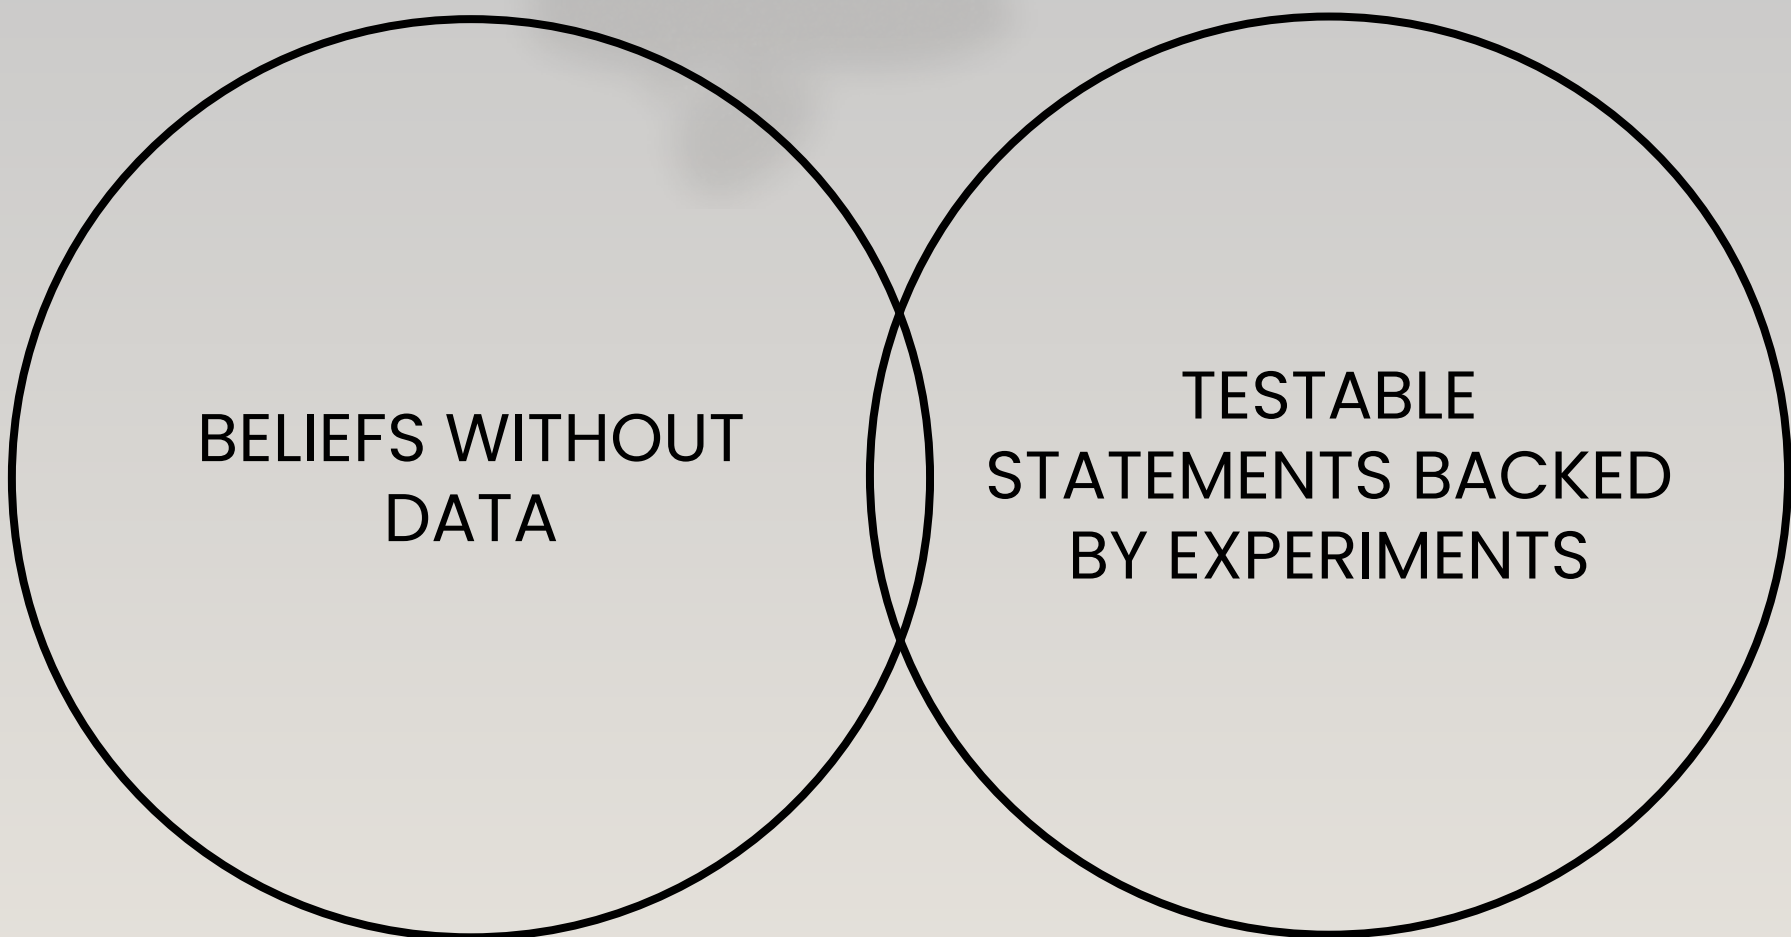 BELIEFS WITHOUT
DATA
TESTABLE
STATEMENTS BACKED
BY EXPERIMENTS